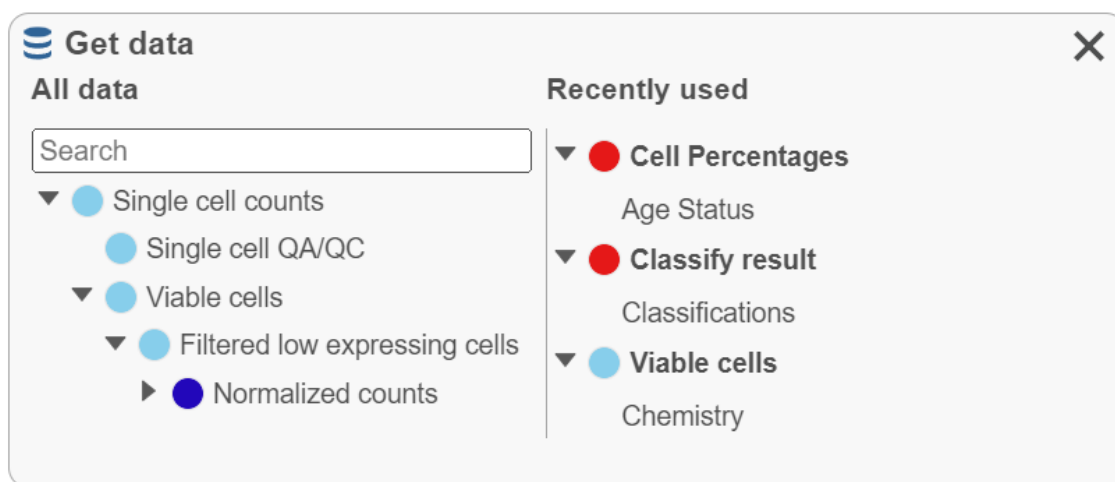 Get data
All data
Search
Single cell counts
Single cell QA/QC
Viable cells
Filtered low expressing cells
Normalized counts
Recently used
Cell Percentages
Age Status
Classify result
Classifications
Viable cells
Chemistry